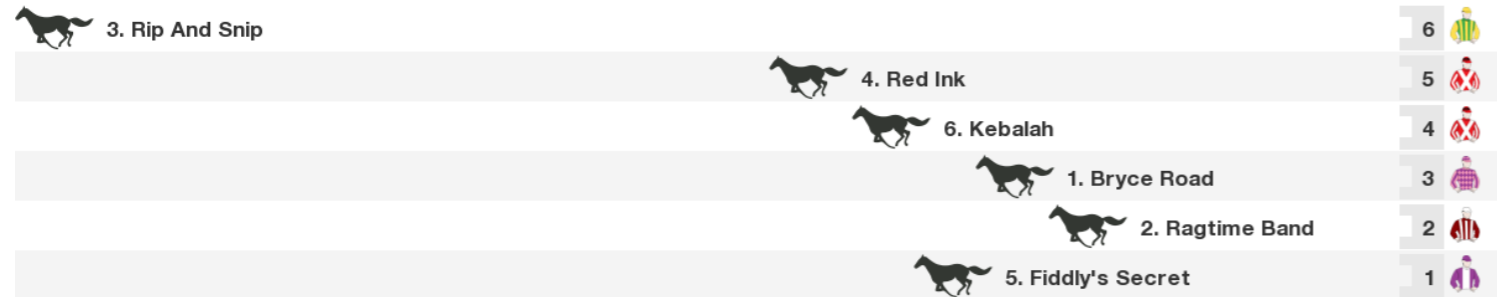 3. Rip And Snip 6
4. Red Ink 5
6. Kebalah 4
1. Bryce Road 3
2. Ragtime Band 2
5. Fiddly's Secret 1